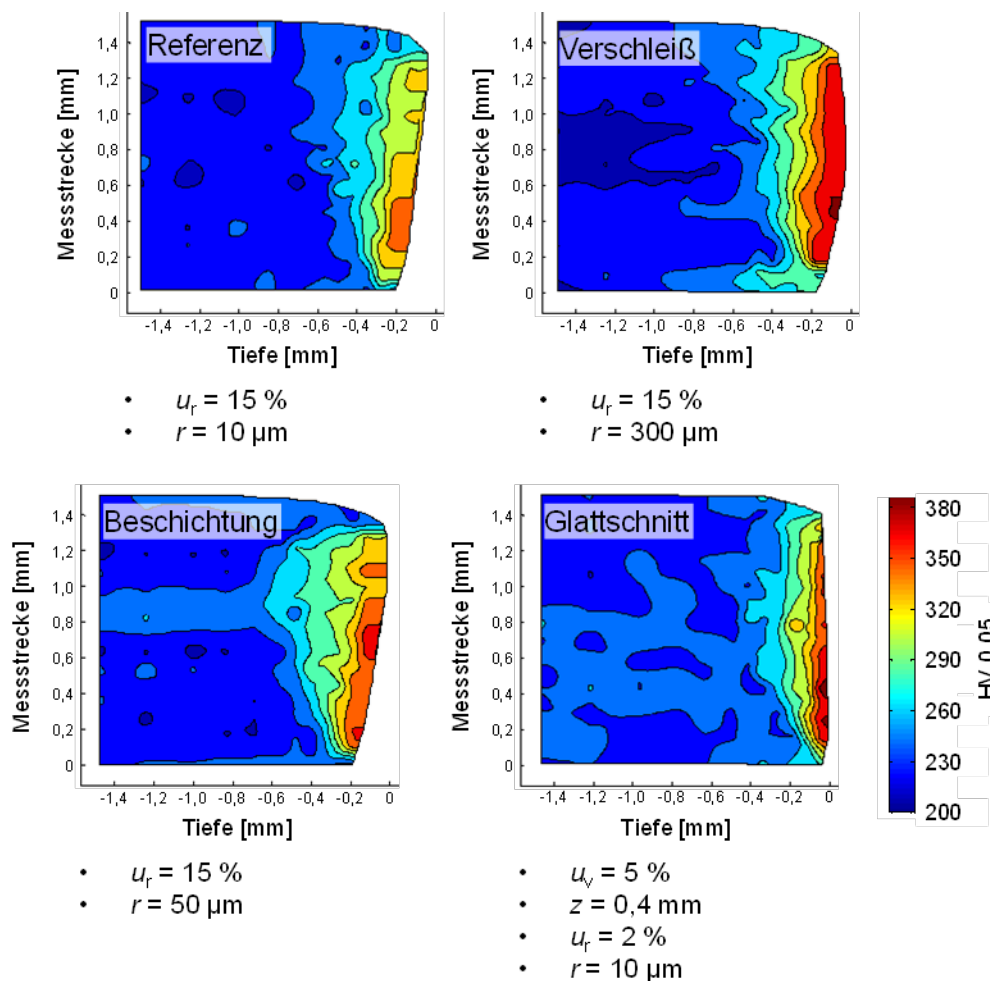 Referenz
Messstrecke [mm]
1,4
1,2
1,0
0,8
0,6
0,4
0,2
0
-1,4 -1,2 -1,0 -0,8 -0,6 -0,4 -0,2 0
Tiefe [mm]
• u_r = 15 %
• r = 10 µm
Verschleiß
Messstrecke [mm]
1,4
1,2
1,0
0,8
0,6
0,4
0,2
0
-1,4 -1,2 -1,0 -0,8 -0,6 -0,4 -0,2 0
Tiefe [mm]
• u_r = 15 %
• r = 300 µm
Beschichtung
Messstrecke [mm]
1,4
1,2
1,0
0,8
0,6
0,4
0,2
0
-1,4 -1,2 -1,0 -0,8 -0,6 -0,4 -0,2 0
Tiefe [mm]
• u_r = 15 %
• r = 50 µm
Glattschnitt
Messstrecke [mm]
1,4
1,2
1,0
0,8
0,6
0,4
0,2
0
-1,4 -1,2 -1,0 -0,8 -0,6 -0,4 -0,2 0
Tiefe [mm]
• u_v = 5 %
• z = 0,4 mm
• u_r = 2 %
• r = 10 µm
380
350
320
290
260
230
200
HV 0,05